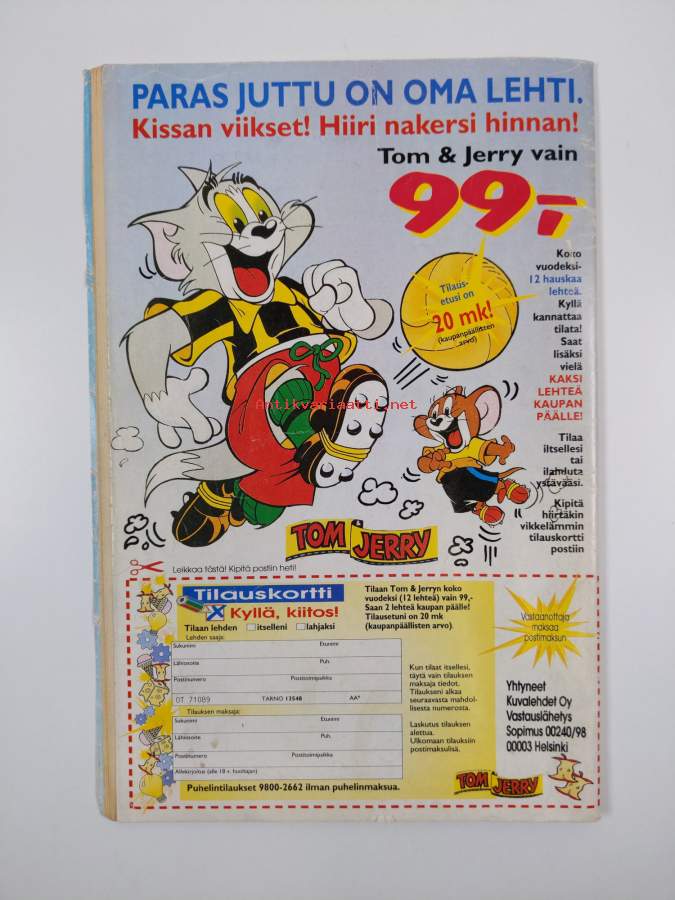 PARAS JUTTU ON OMA LEHTI.
Kissan viikset! Hiiri nakersi hinnan!
Tom & Jerry vain
99,-
Tilaus-
etusi on
20 mk!
(kaupanpäällisten
arvo)
Koko
vuodeksi-
12 hauskaa
lehteä.
Kyllä
kannattaa
tilata!
Saat
lisäksi
vielä
KAKSI
LEHTEÄ
KAUPAN
PÄÄLLE!
Tilaa
itsellesi
tai
ilahduta
ystävääsi.
Kipitä
hiirtäkin
vikkelämmin
tilauskortti
postiin
Antikvariaatti.net
TOM & JERRY
Leikkaa tästä! Kipitä postiin heti!
Tilauskortti
Kyllä, kiitos!
Tilaan lehden itselleni lahjaksi
Lehden saaja:
Sukunimi Etunimi
Lähiosoite Puh.
Postinumero Postitoimipaikka
OT 71089 TARNO 12548 AA*
Tilauksen maksaja:
Sukunimi Etunimi
Lähiosoite Puh.
Postinumero Postitoimipaikka
Allekirjoitus (alle 18 v. huoltajan)
Puhelintilaukset 9800-2662 ilman puhelinmaksua.
Tilaan Tom & Jerryn koko
vuodeksi (12 lehteä) vain 99,-
Saan 2 lehteä kaupan päälle!
Tilausetuni on 20 mk
(kaupanpäällisten arvo).
Kun tilaat itsellesi,
täytä vain tilauksen
maksaja tiedot.
Tilaukseni alkaa
seuraavasta mahdol-
lisesta numerosta.
Laskutus tilauksen
alettua.
Ulkomaan tilauksiin
postimaksulisä.
Vastaanottaja
maksaa
postimaksun
Yhtyneet
Kuvalehdet Oy
Vastauslähetys
Sopimus 00240/98
00003 Helsinki
TOM & JERRY